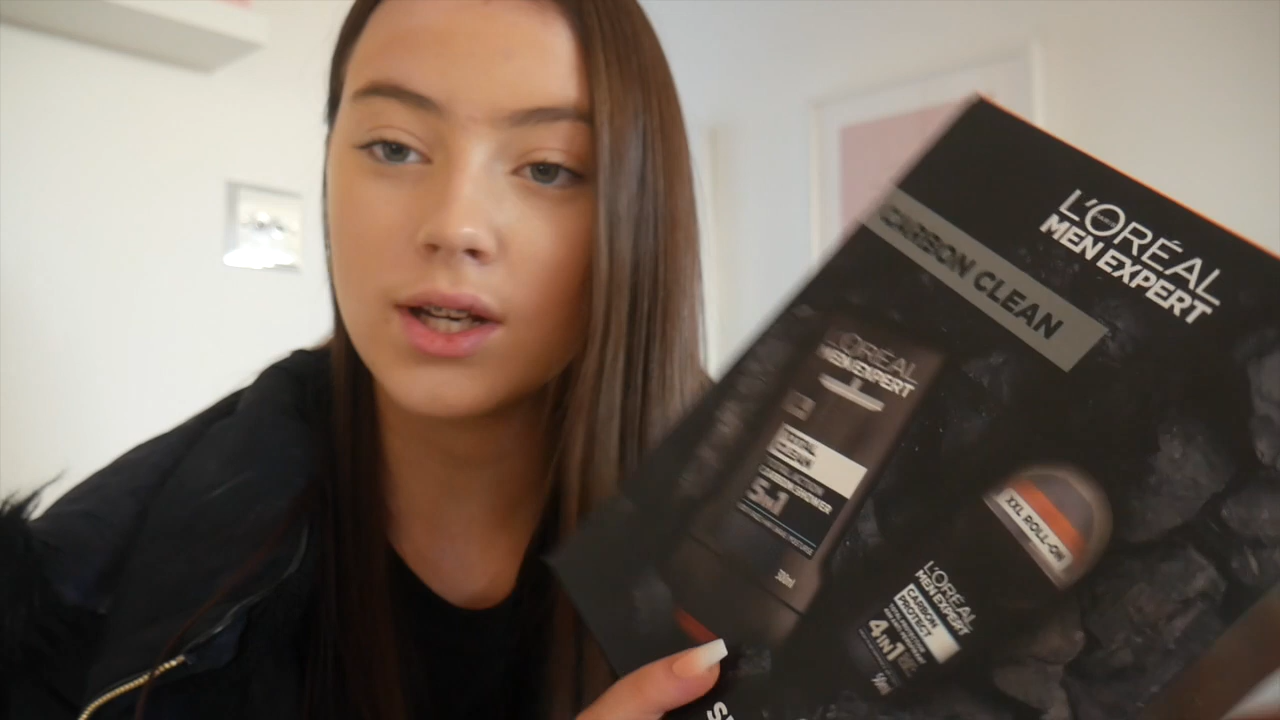 L'ORÉAL
PARIS
MEN EXPERT
CARBON CLEAN
L'ORÉAL
MEN EXPERT
TOTAL
CLEAN
5in1
300ml
XXL ROLL-ON
L'ORÉAL
MEN EXPERT
CARBON
PROTECT
4IN1